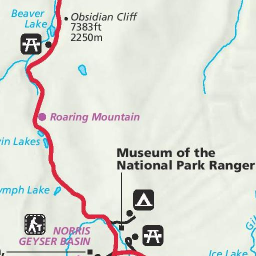 Beaver
Lake
Obsidian Cliff
7383ft
2250m
Roaring Mountain
Lakes
Museum of the
National Park Ranger
Lake
NORRIS
GEYSER BASIN
Ice Lake